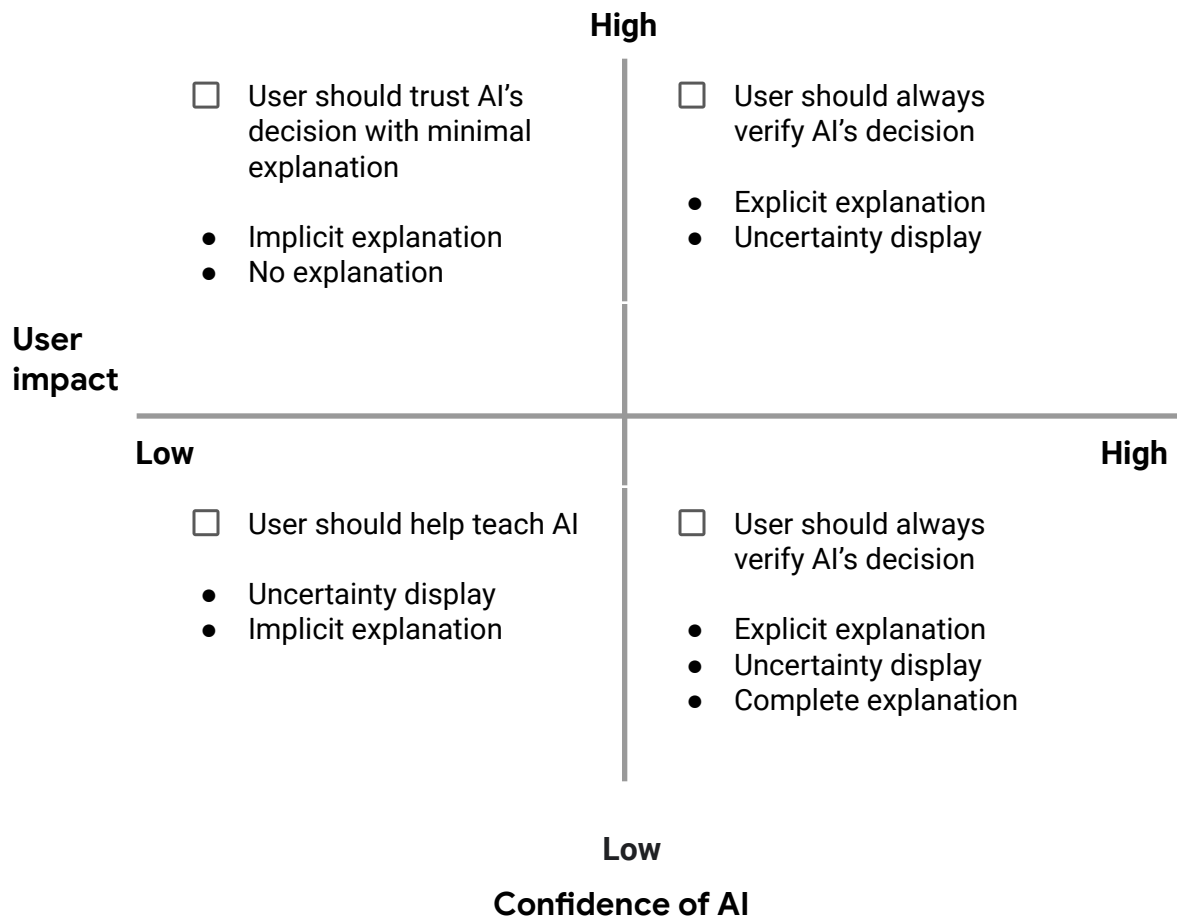 High
☐ User should trust AI’s
decision with minimal
explanation
● Implicit explanation
● No explanation
☐ User should always
verify AI’s decision
● Explicit explanation
● Uncertainty display
User
impact
Low
High
☐ User should help teach AI
● Uncertainty display
● Implicit explanation
☐ User should always
verify AI’s decision
● Explicit explanation
● Uncertainty display
● Complete explanation
Low
Confidence of AI